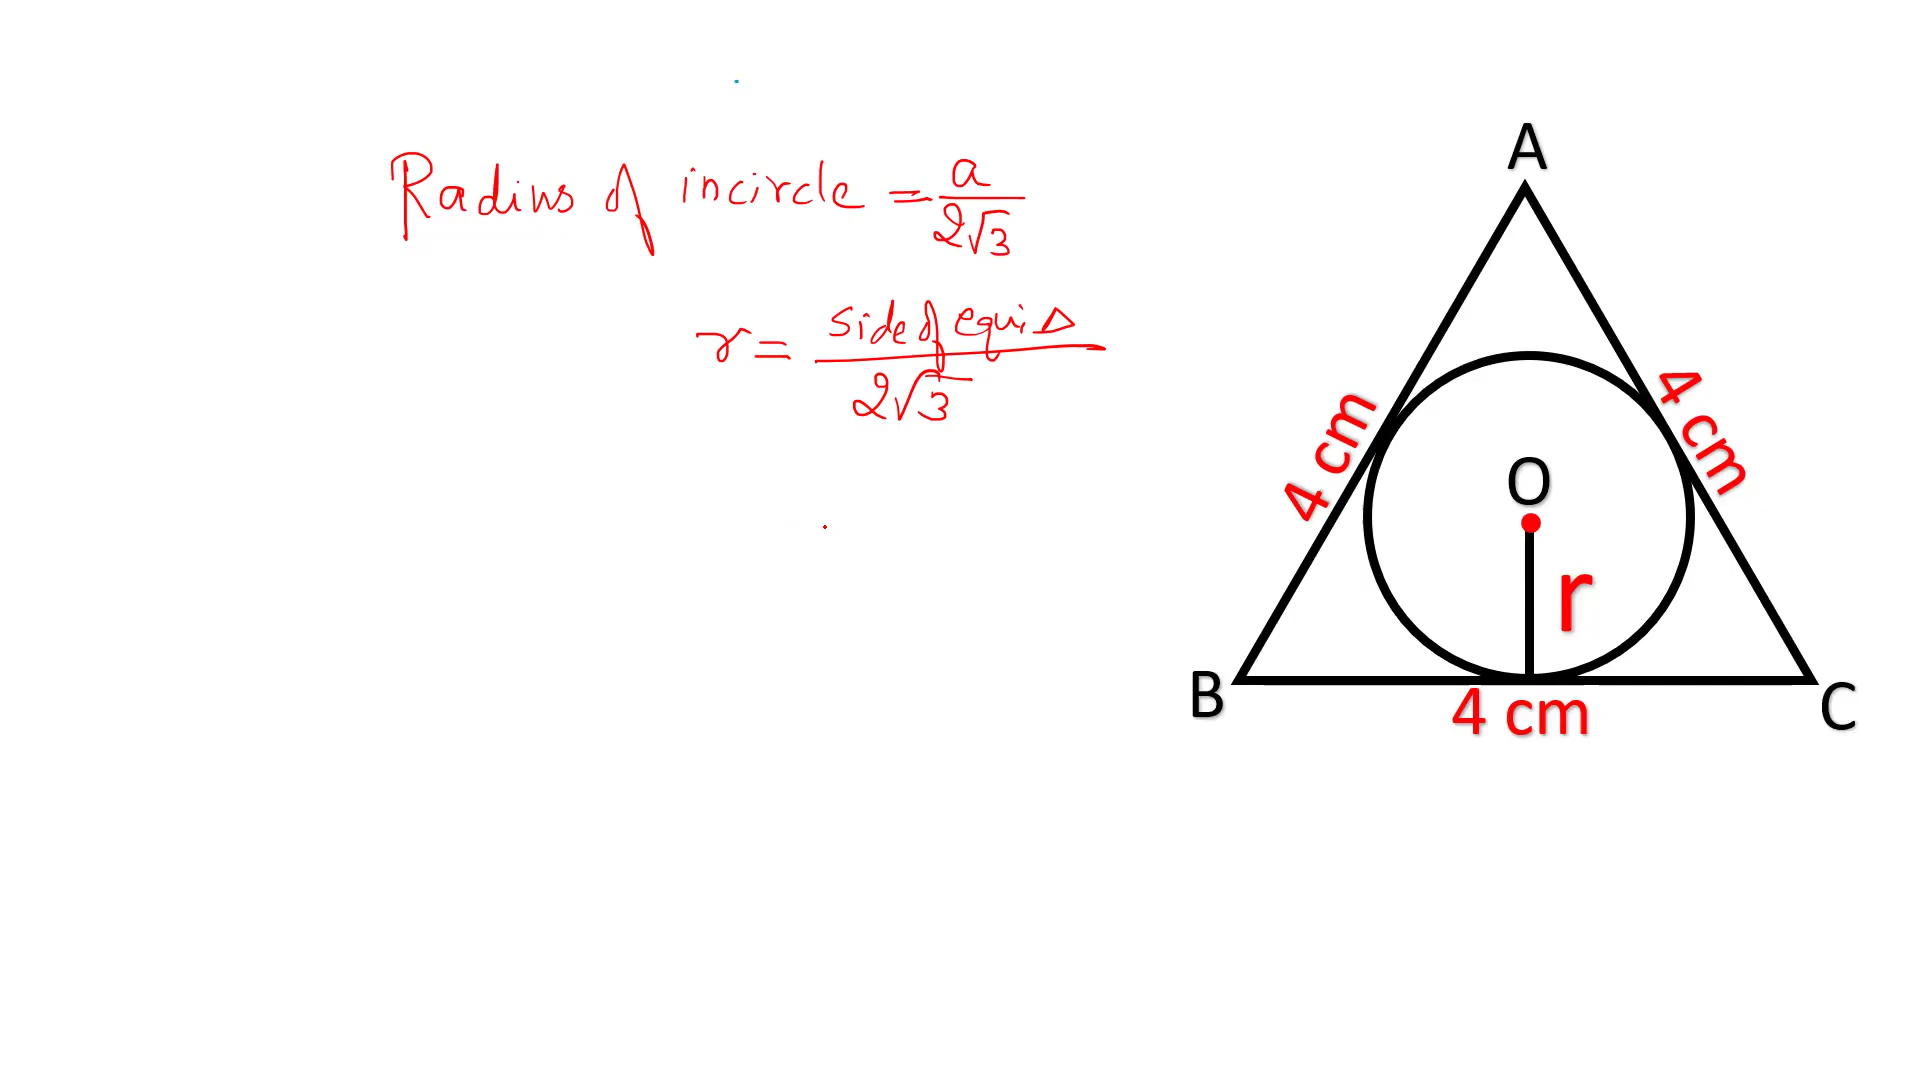 Radius of incircle = a/2√3
r = side of equi Δ/2√3
A
4 cm
4 cm
O
r
B
4 cm
C